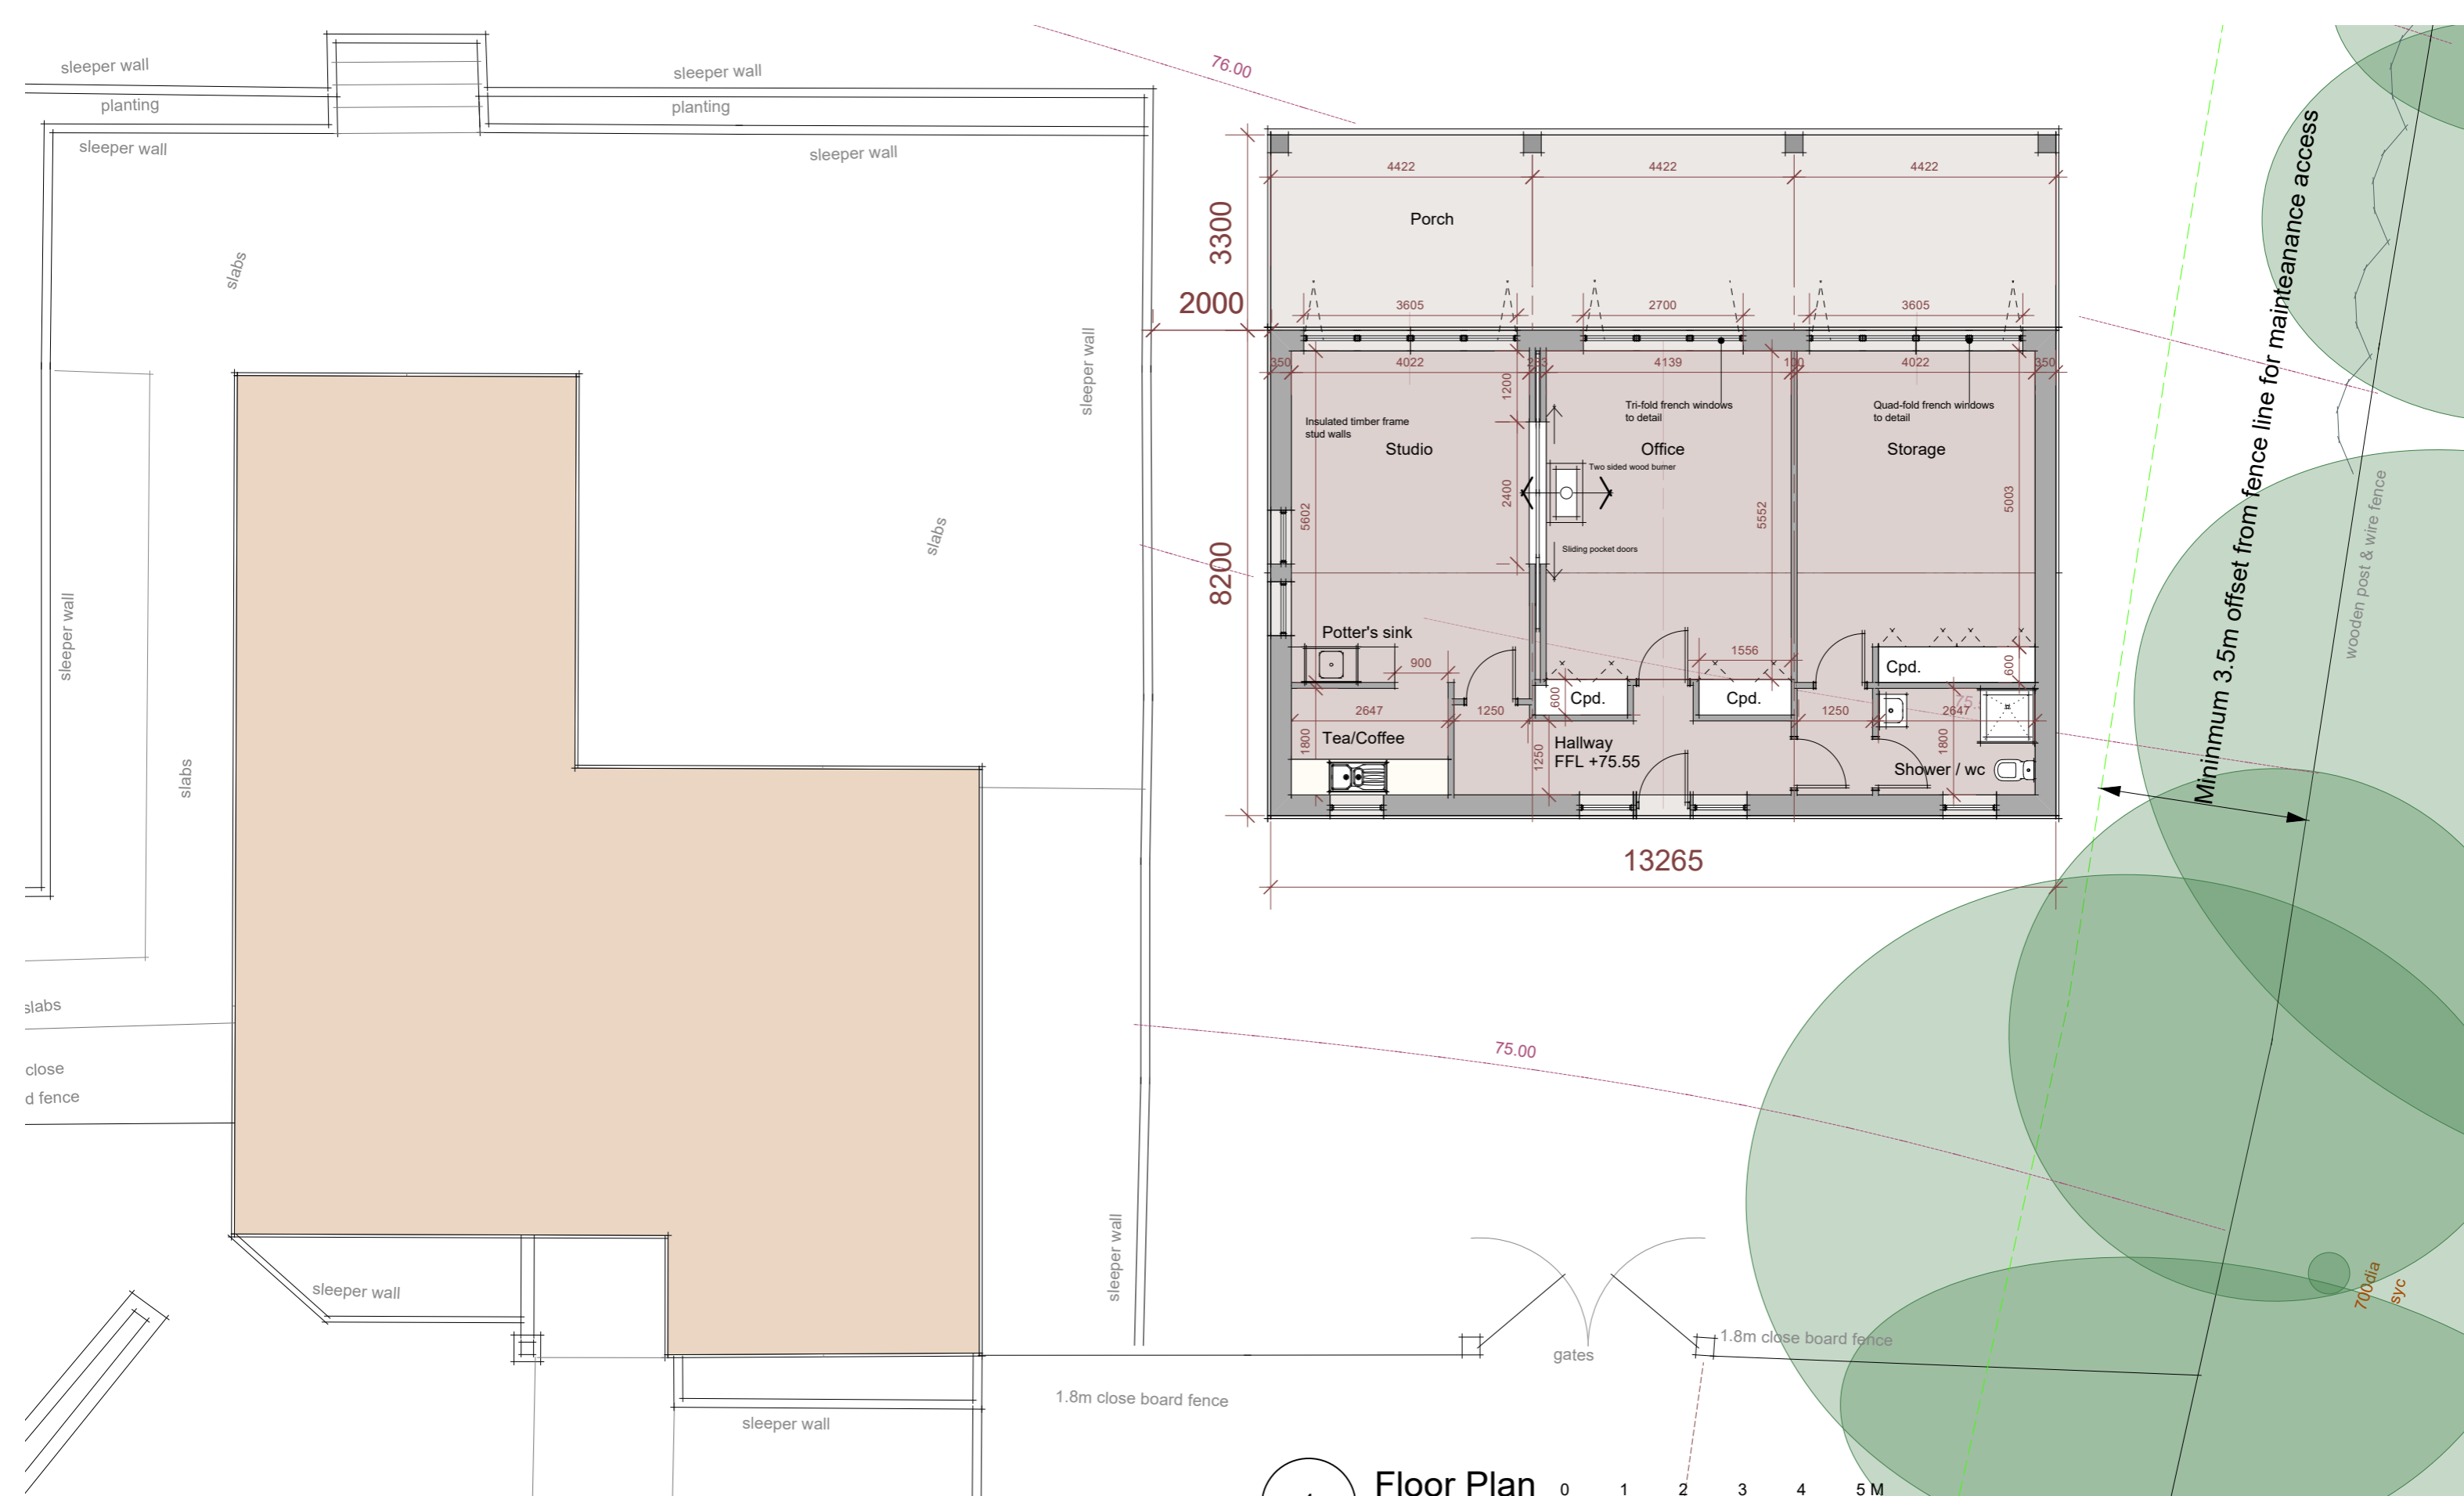 sleeper wall
planting
sleeper wall
sleeper wall
planting
sleeper wall
76.00
slabs
slabs
sleeper wall
sleeper wall
slabs
slabs
close
d fence
sleeper wall
sleeper wall
sleeper wall
1.8m close board fence
4422
4422
4422
Porch
3300
2000
3605
2700
3605
350
4022
4139
100
4022
350
1200
Insulated timber frame
stud walls
Studio
Tri-fold french windows
to detail
Office
Quad-fold french windows
to detail
Storage
Two sided wood burner
2400
5602
5552
5003
Sliding pocket doors
8200
Potter's sink
900
1556
Cpd.
600
Cpd.
600
Cpd.
2647
1250
1250
2647
75.
1800
Tea/Coffee
1250
Hallway
FFL +75.55
1800
Shower / wc
13265
75.00
Minimum 3.5m offset from fence line for mainteanance access
wooden post & wire fence
700dia
syc
gates
1.8m close board fence
Floor Plan
0 1 2 3 4 5 M